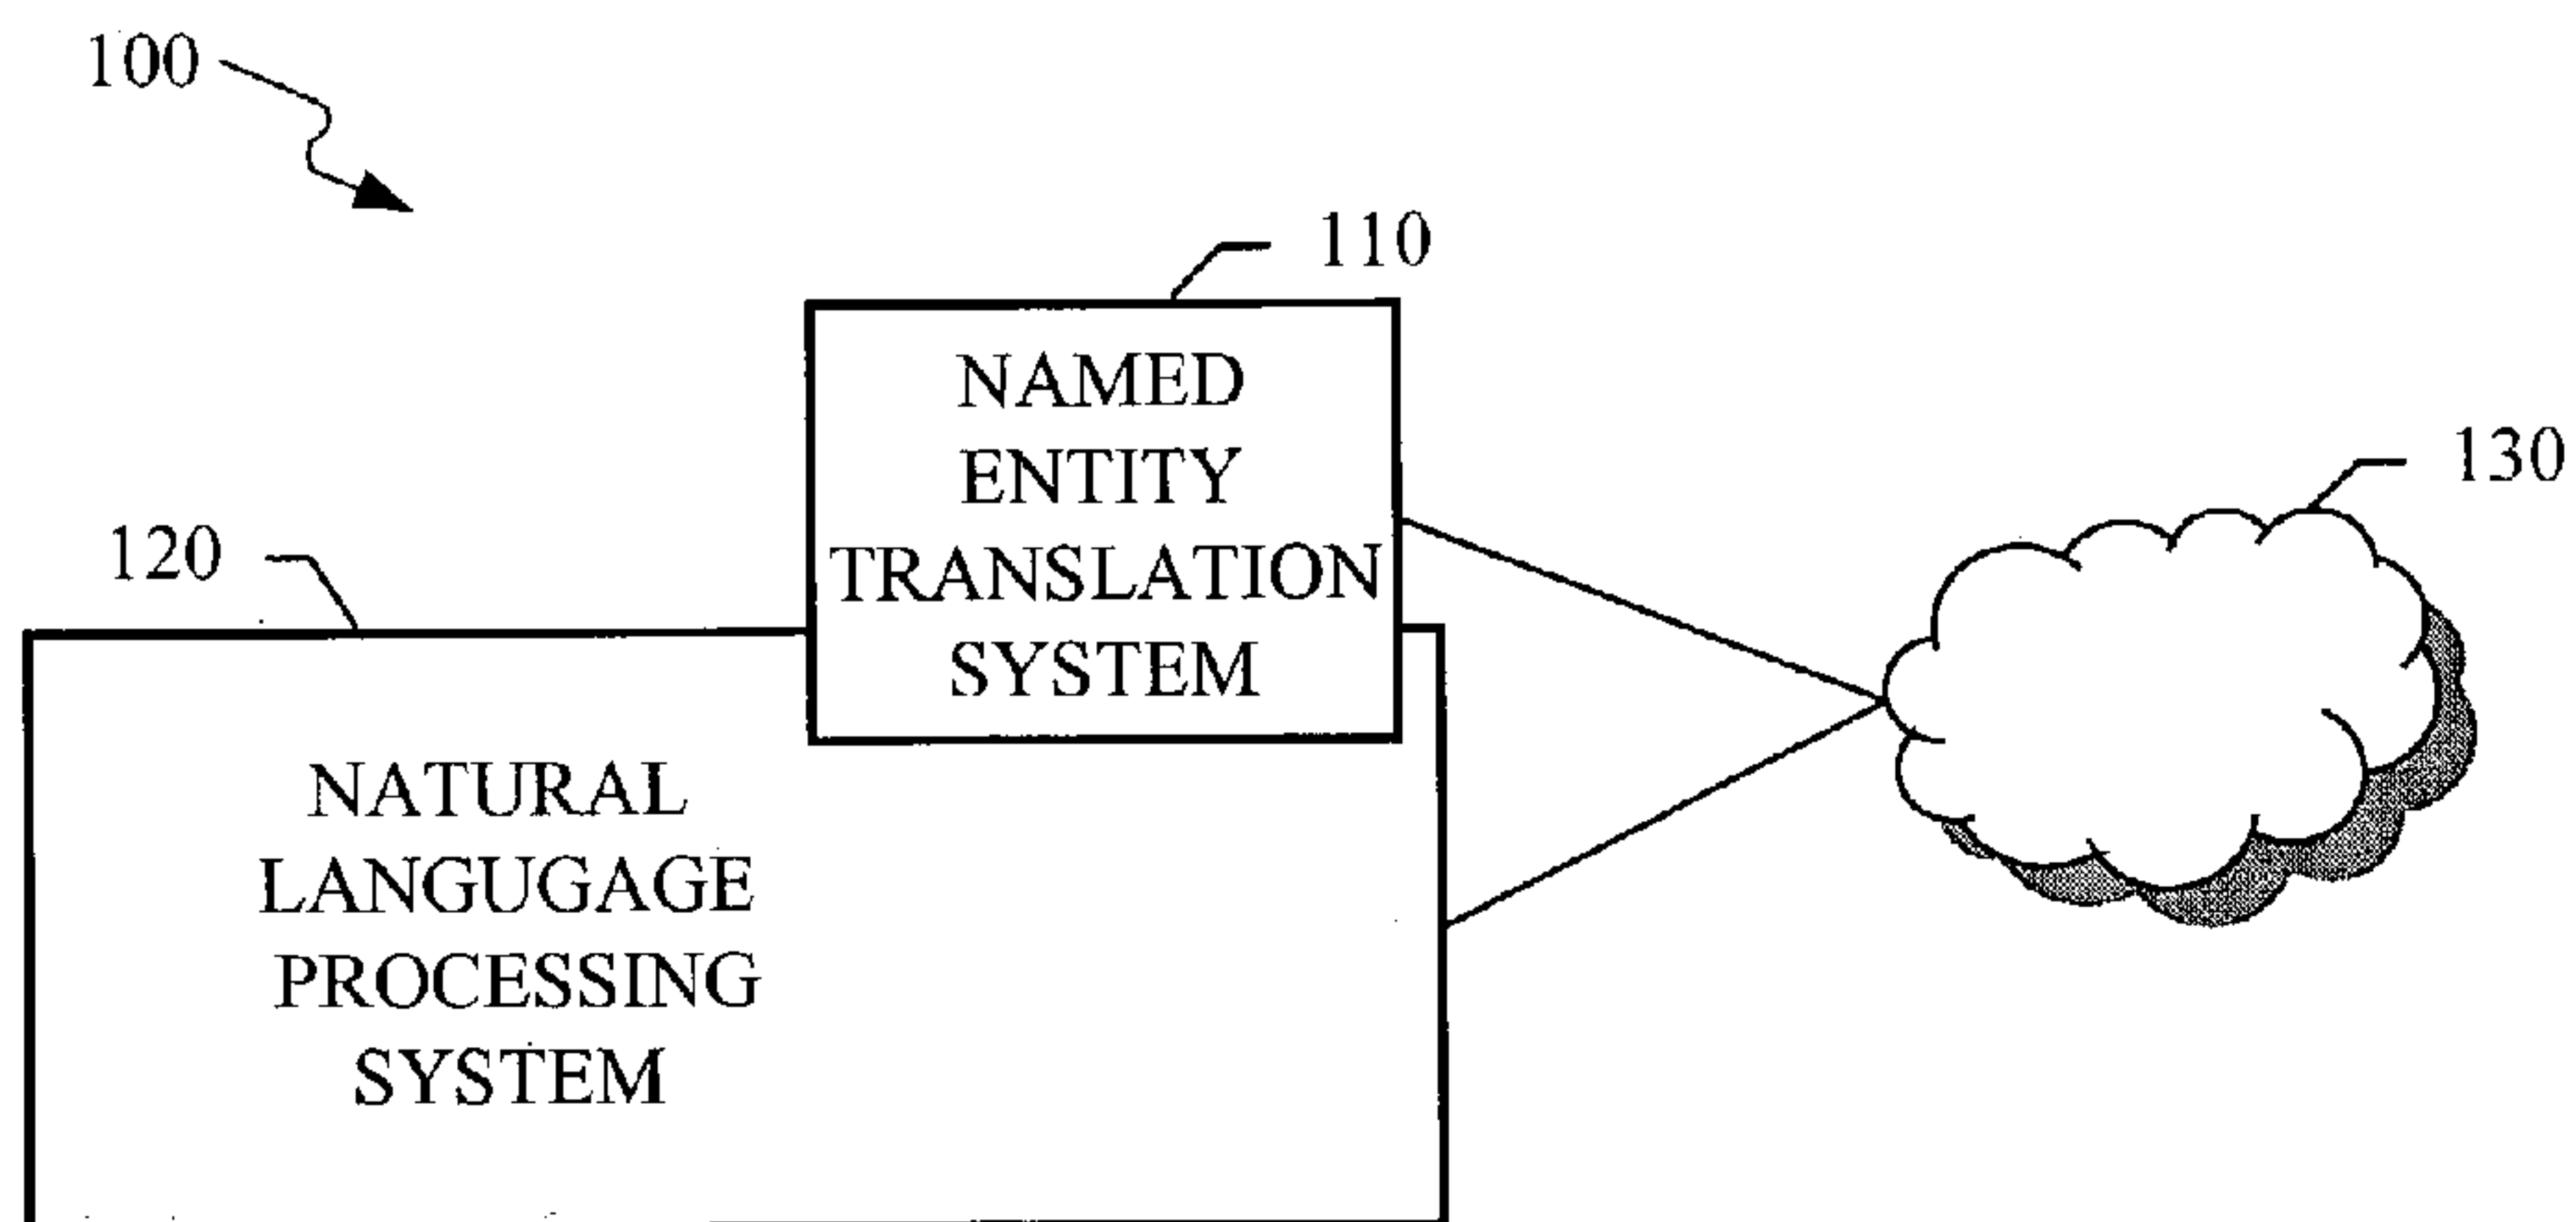 100
110
NAMED
ENTITY
TRANSLATION
SYSTEM
130
120
NATURAL
LANGUGAGE
PROCESSING
SYSTEM